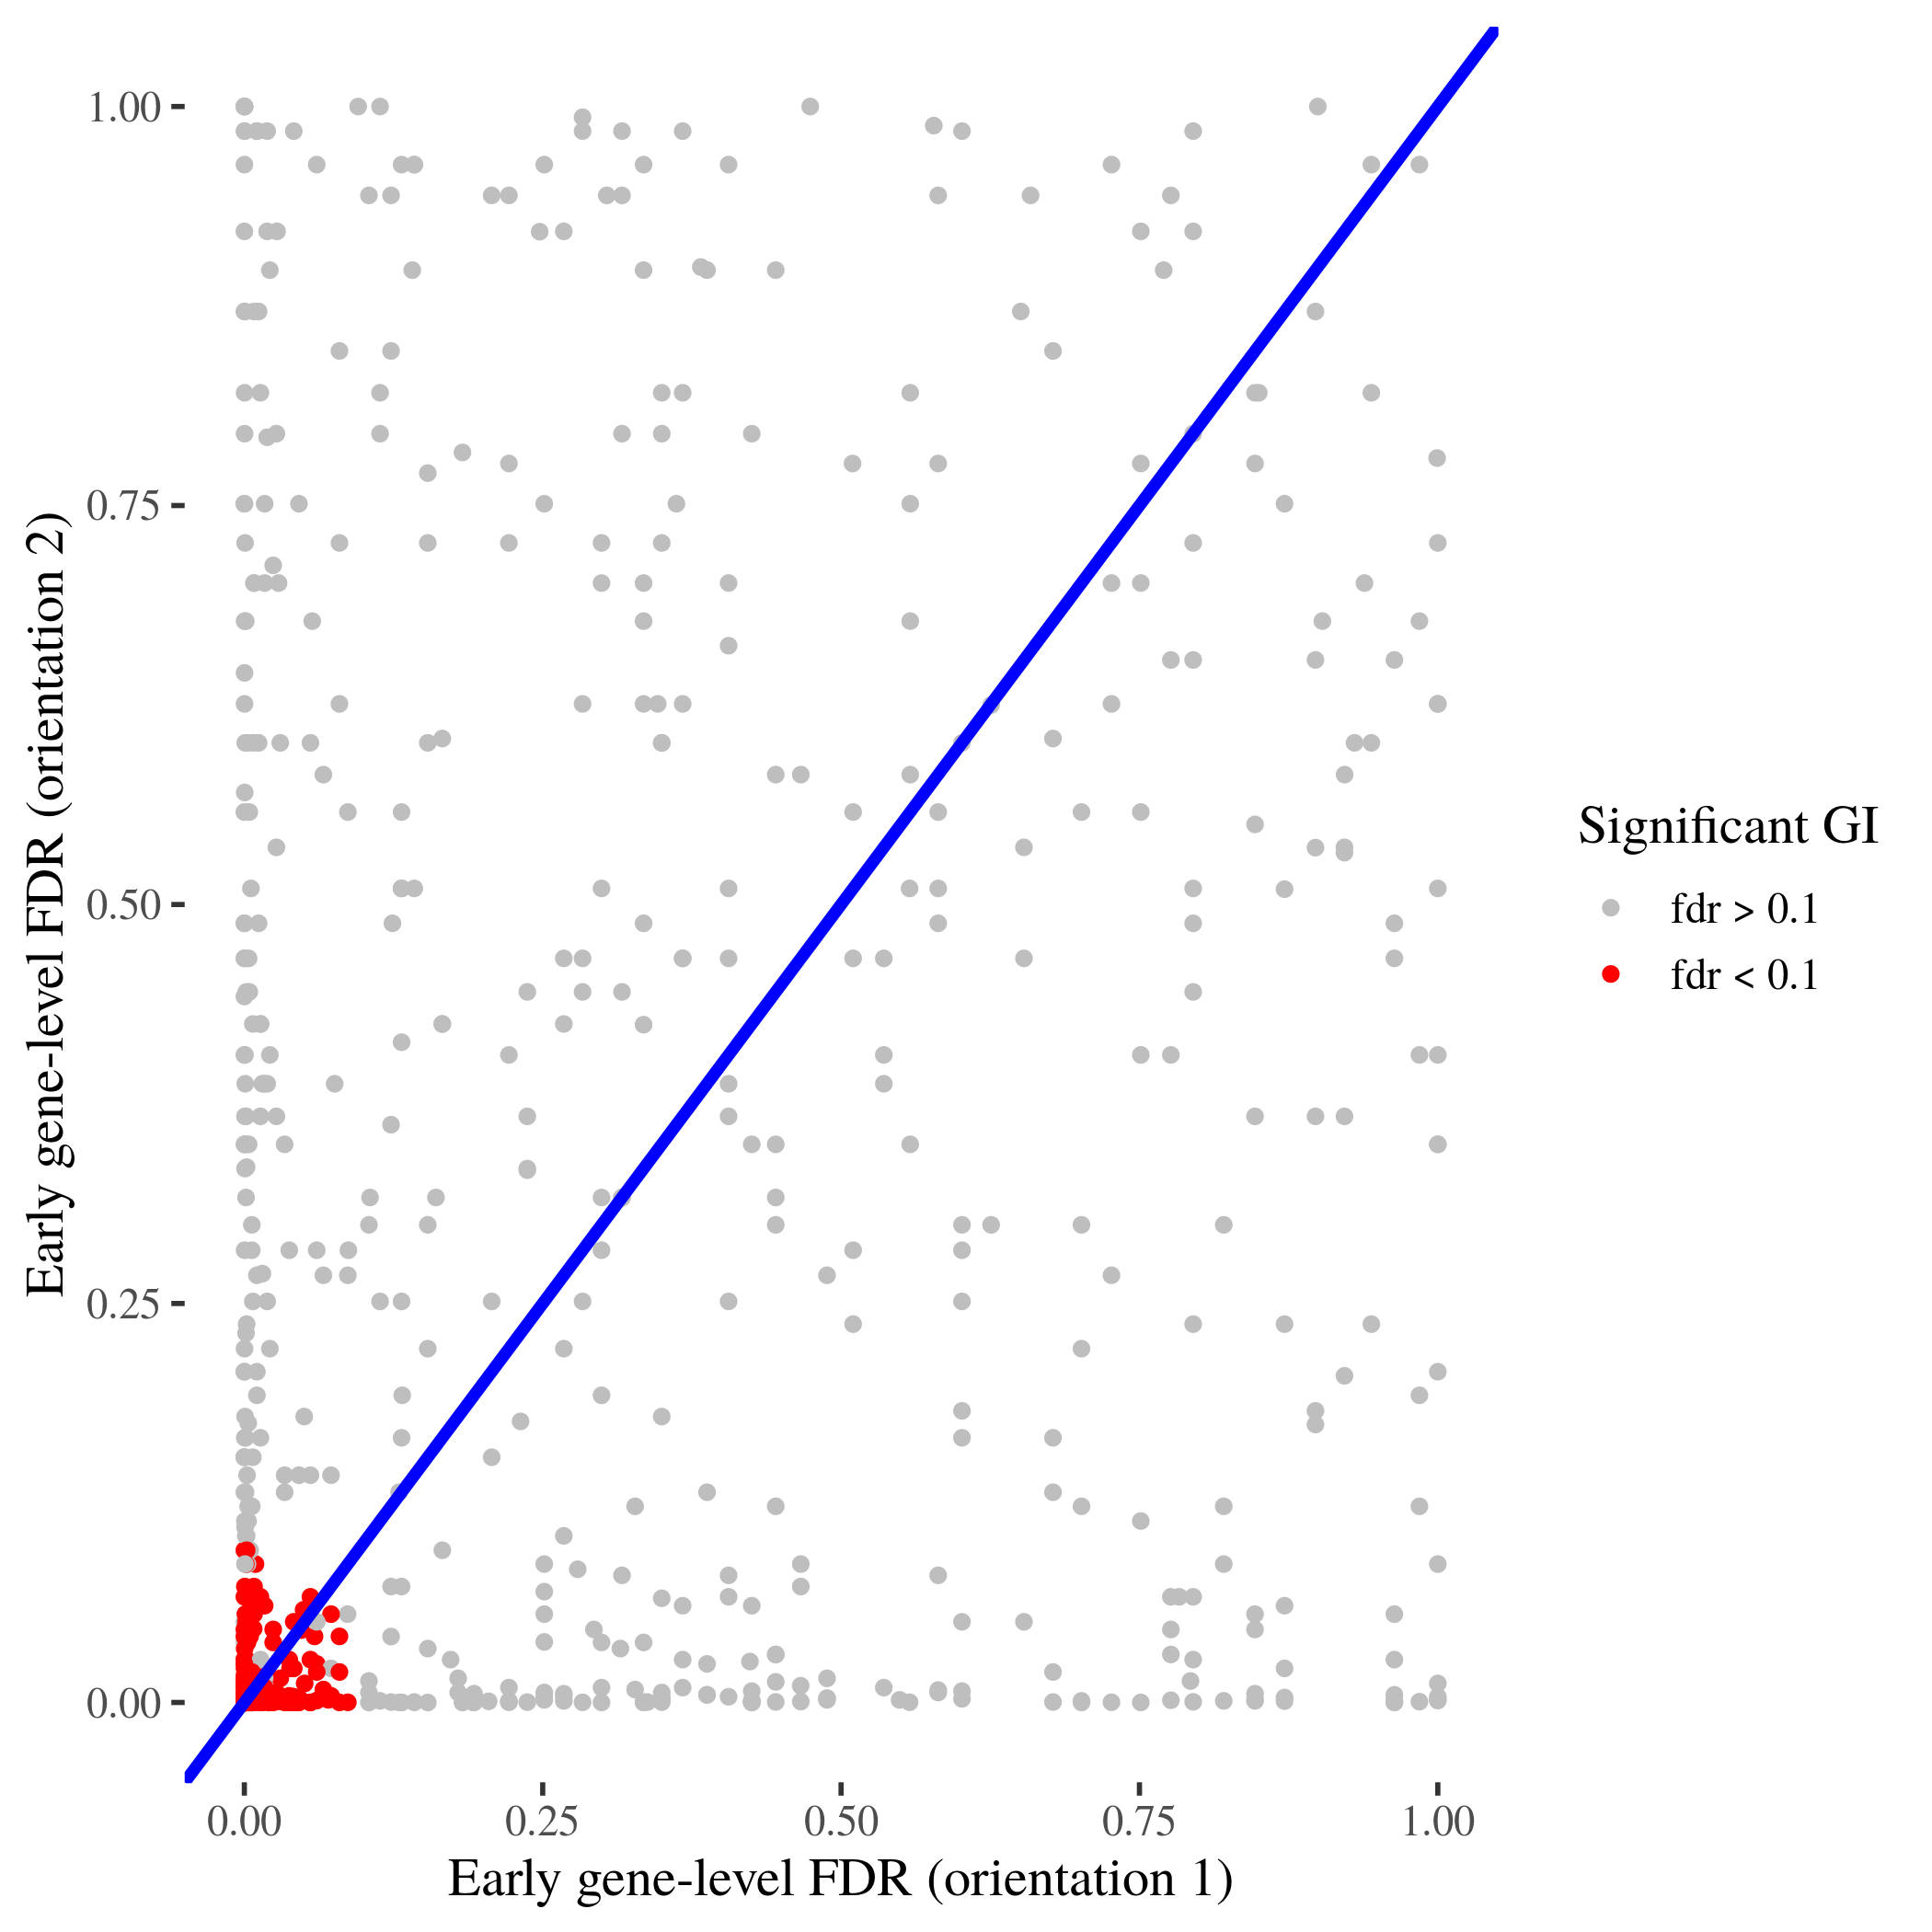 1.00
0.75
0.50
0.25
0.00
Early gene-level FDR (orientation 2)
0.00 0.25 0.50 0.75 1.00
Early gene-level FDR (orientation 1)
Significant GI
fdr > 0.1
fdr < 0.1